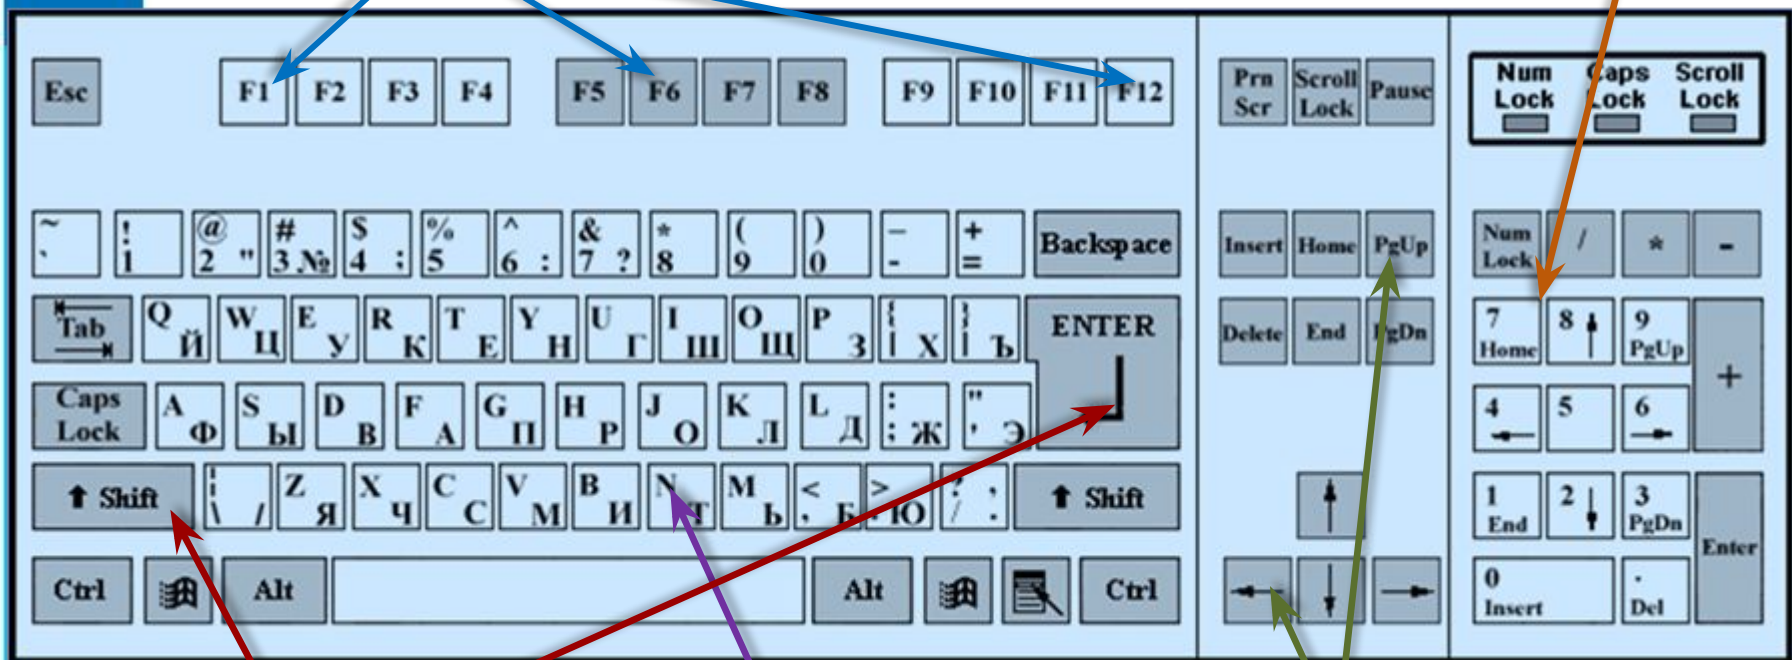 Esc F1 F2 F3 F4 F5 F6 F7 F8 F9 F10 F11 F12 Prn Scr Scroll Lock Pause Num Lock Caps Lock Scroll Lock
~ ` ! 1 @ 2 " # 3 № $ 4 ; % 5 ^ 6 : & 7 ? * 8 ( 9 ) 0 _ - + = Backspace Insert Home PgUp Num Lock / * -
Tab Q Й W Ц E У R К T Е Y Н U Г I Ш O Щ P З { Х } Ъ ENTER Delete End PgDn 7 Home 8 9 PgUp +
Caps Lock A Ф S Ы D В F А G П H Р J О K Л L Д : ; Ж " ' Э 4 5 6
Shift \ / Z Я X Ч C С V М B И N Т M Ь < , Б > . Ю ? / , . Shift 1 End 2 3 PgDn Enter
Ctrl Alt Alt Ctrl 0 Insert . Del